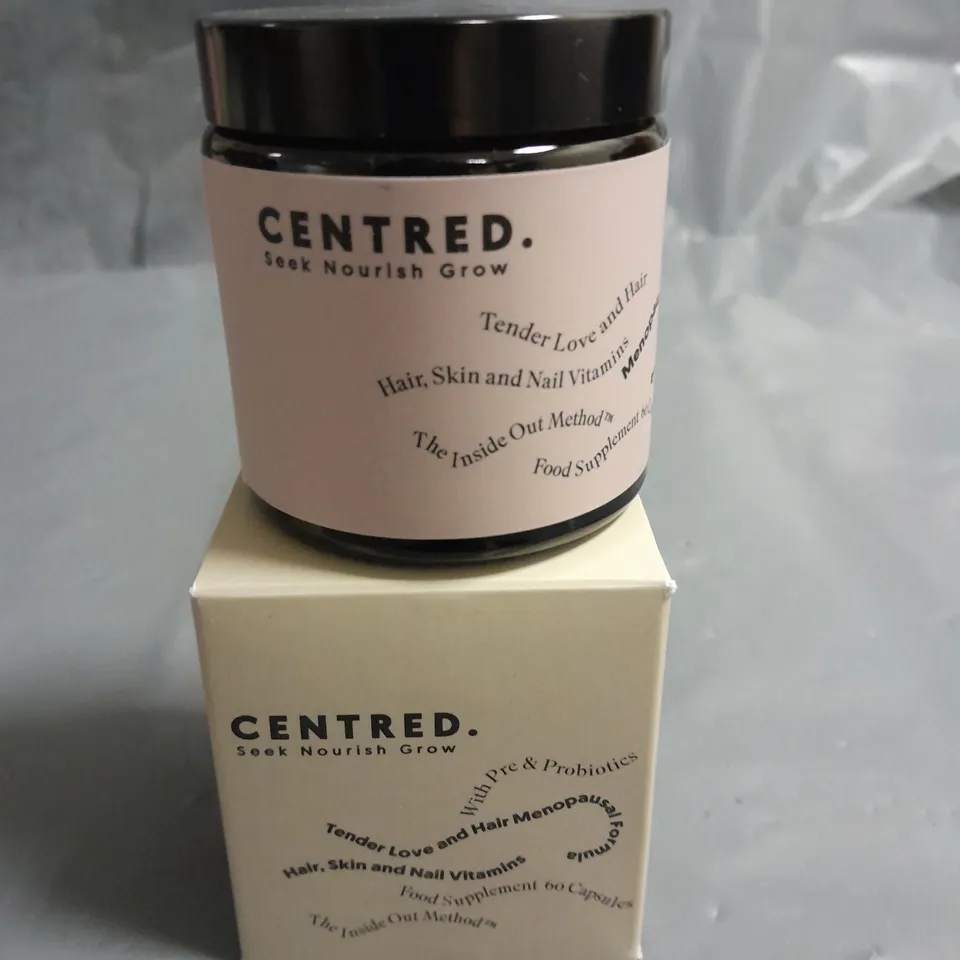 CENTRED.
Seek Nourish Grow
Tender Love and Hair
Hair, Skin and Nail Vitamins
The Inside Out Method™
Food Supplement 60
CENTRED.
Seek Nourish Grow
With Pre & Probiotics
Tender Love and Hair Menopausal Formula
Hair, Skin and Nail Vitamins
Food Supplement 60 Capsules
The Inside Out Method™